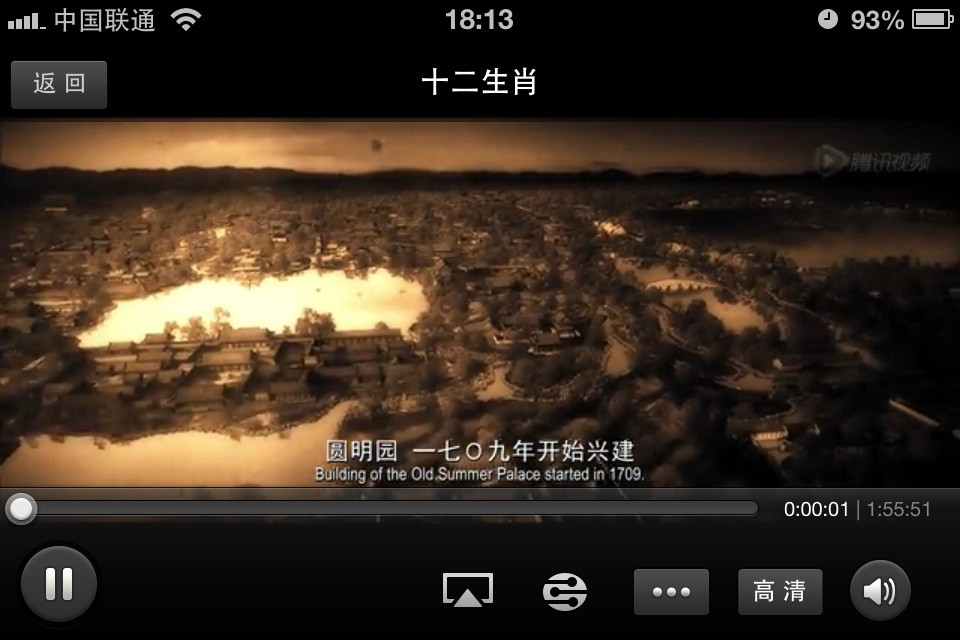 中国联通
18:13
93%
返回
十二生肖
腾讯视频
圆明园 一七〇九年开始兴建
Building of the Old Summer Palace started in 1709.
0:00:01 | 1:55:51
高清